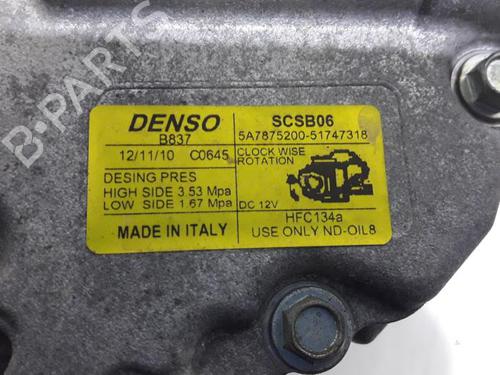 B-PARTS
DENSO
B837
12/11/10 C0645
DESING PRES
HIGH SIDE 3.53 Mpa
LOW SIDE 1.67 Mpa
MADE IN ITALY
SCSB06
5A7875200-51747318
CLOCK WISE
ROTATION
DC 12V
HFC134a
USE ONLY ND-OIL8